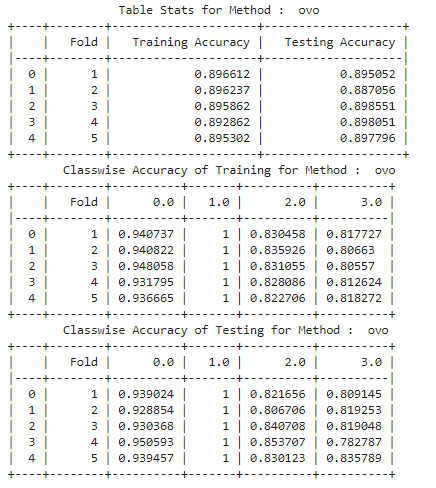 Table Stats for Method :  ovo
+----+--------+---------------------+--------------------+
|    |   Fold |   Training Accuracy |   Testing Accuracy |
|----+--------+---------------------+--------------------|
|  0 |      1 |            0.896612 |           0.895052 |
|  1 |      2 |            0.896237 |           0.887056 |
|  2 |      3 |            0.895862 |           0.898551 |
|  3 |      4 |            0.892862 |           0.898051 |
|  4 |      5 |            0.895302 |           0.897796 |
+----+--------+---------------------+--------------------+
Classwise Accuracy of Training for Method :  ovo
+----+--------+----------+-------+----------+----------+
|    |   Fold |      0.0 |   1.0 |      2.0 |      3.0 |
|----+--------+----------+-------+----------+----------|
|  0 |      1 | 0.940737 |     1 | 0.830458 | 0.817727 |
|  1 |      2 | 0.940822 |     1 | 0.835926 | 0.80663  |
|  2 |      3 | 0.948058 |     1 | 0.831055 | 0.80557  |
|  3 |      4 | 0.931795 |     1 | 0.828086 | 0.812624 |
|  4 |      5 | 0.936665 |     1 | 0.822706 | 0.818272 |
+----+--------+----------+-------+----------+----------+
Classwise Accuracy of Testing for Method :  ovo
+----+--------+----------+-------+----------+----------+
|    |   Fold |      0.0 |   1.0 |      2.0 |      3.0 |
|----+--------+----------+-------+----------+----------|
|  0 |      1 | 0.939024 |     1 | 0.821656 | 0.809145 |
|  1 |      2 | 0.928854 |     1 | 0.806706 | 0.819253 |
|  2 |      3 | 0.930368 |     1 | 0.840708 | 0.819048 |
|  3 |      4 | 0.950593 |     1 | 0.853707 | 0.782787 |
|  4 |      5 | 0.939457 |     1 | 0.830123 | 0.835789 |
+----+--------+----------+-------+----------+----------+